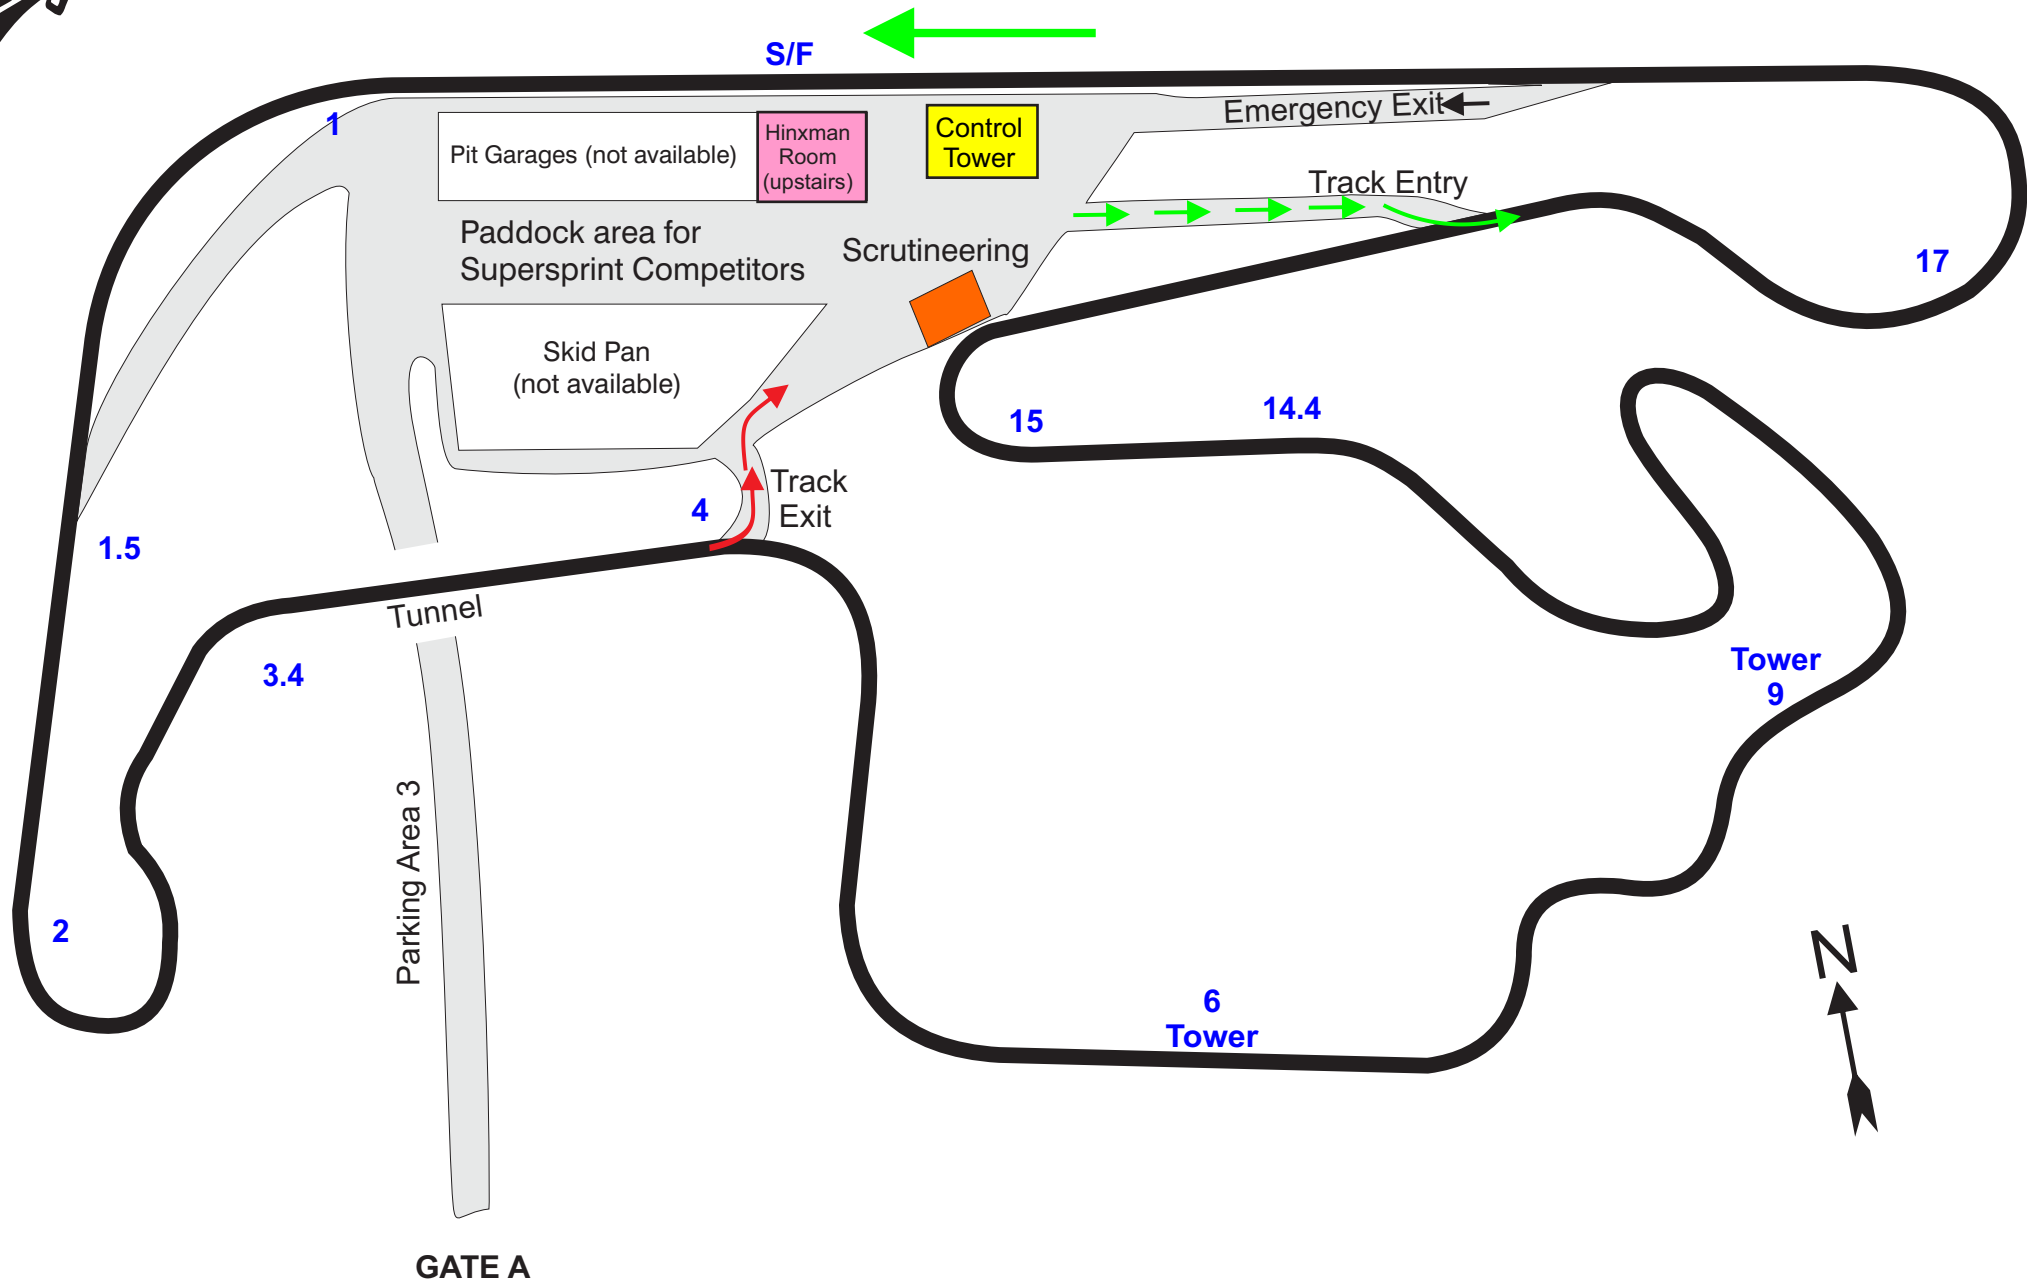 S/F
1
Pit Garages (not available)
Hinxman
Room
(upstairs)
Control
Tower
Emergency Exit
Track Entry
Paddock area for
Supersprint Competitors
Scrutineering
17
Skid Pan
(not available)
15
14.4
Track
Exit
4
1.5
Tunnel
3.4
Tower
9
Parking Area 3
2
6
Tower
N
GATE A